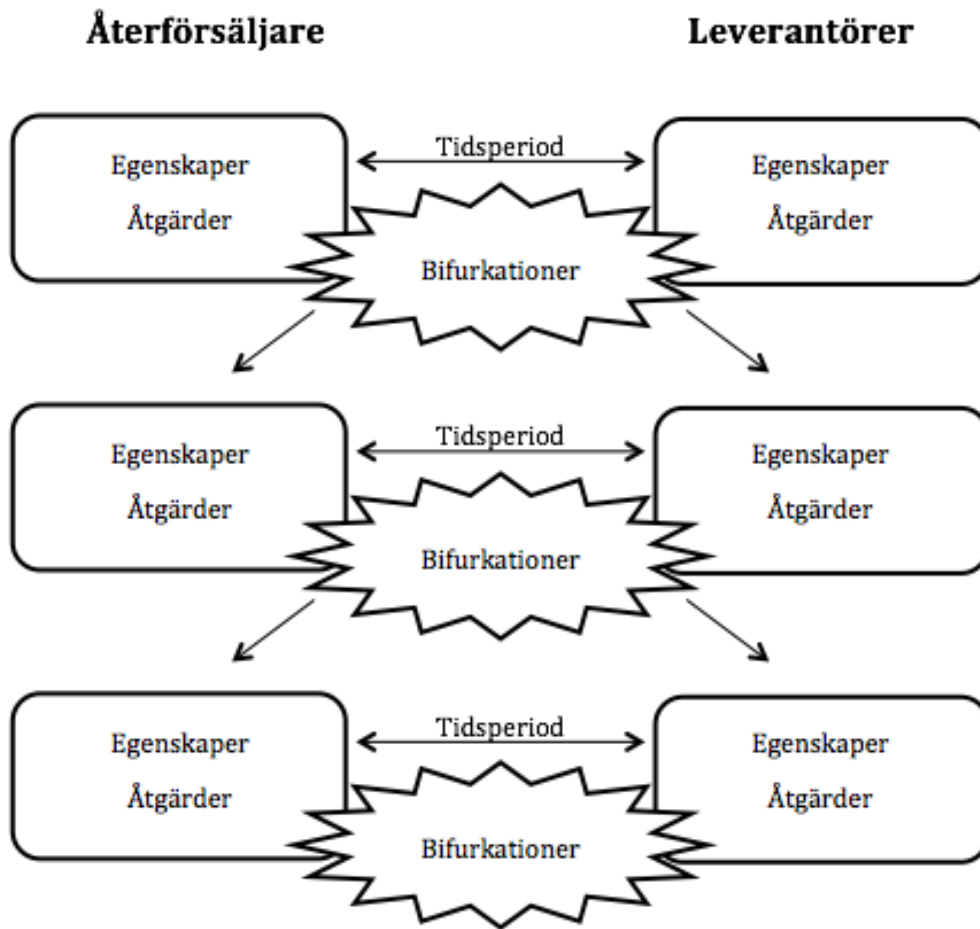 Återförsäljare
Leverantörer
Egenskaper
Åtgärder
Tidsperiod
Egenskaper
Åtgärder
Bifurkationer
Egenskaper
Åtgärder
Tidsperiod
Egenskaper
Åtgärder
Bifurkationer
Egenskaper
Åtgärder
Tidsperiod
Egenskaper
Åtgärder
Bifurkationer